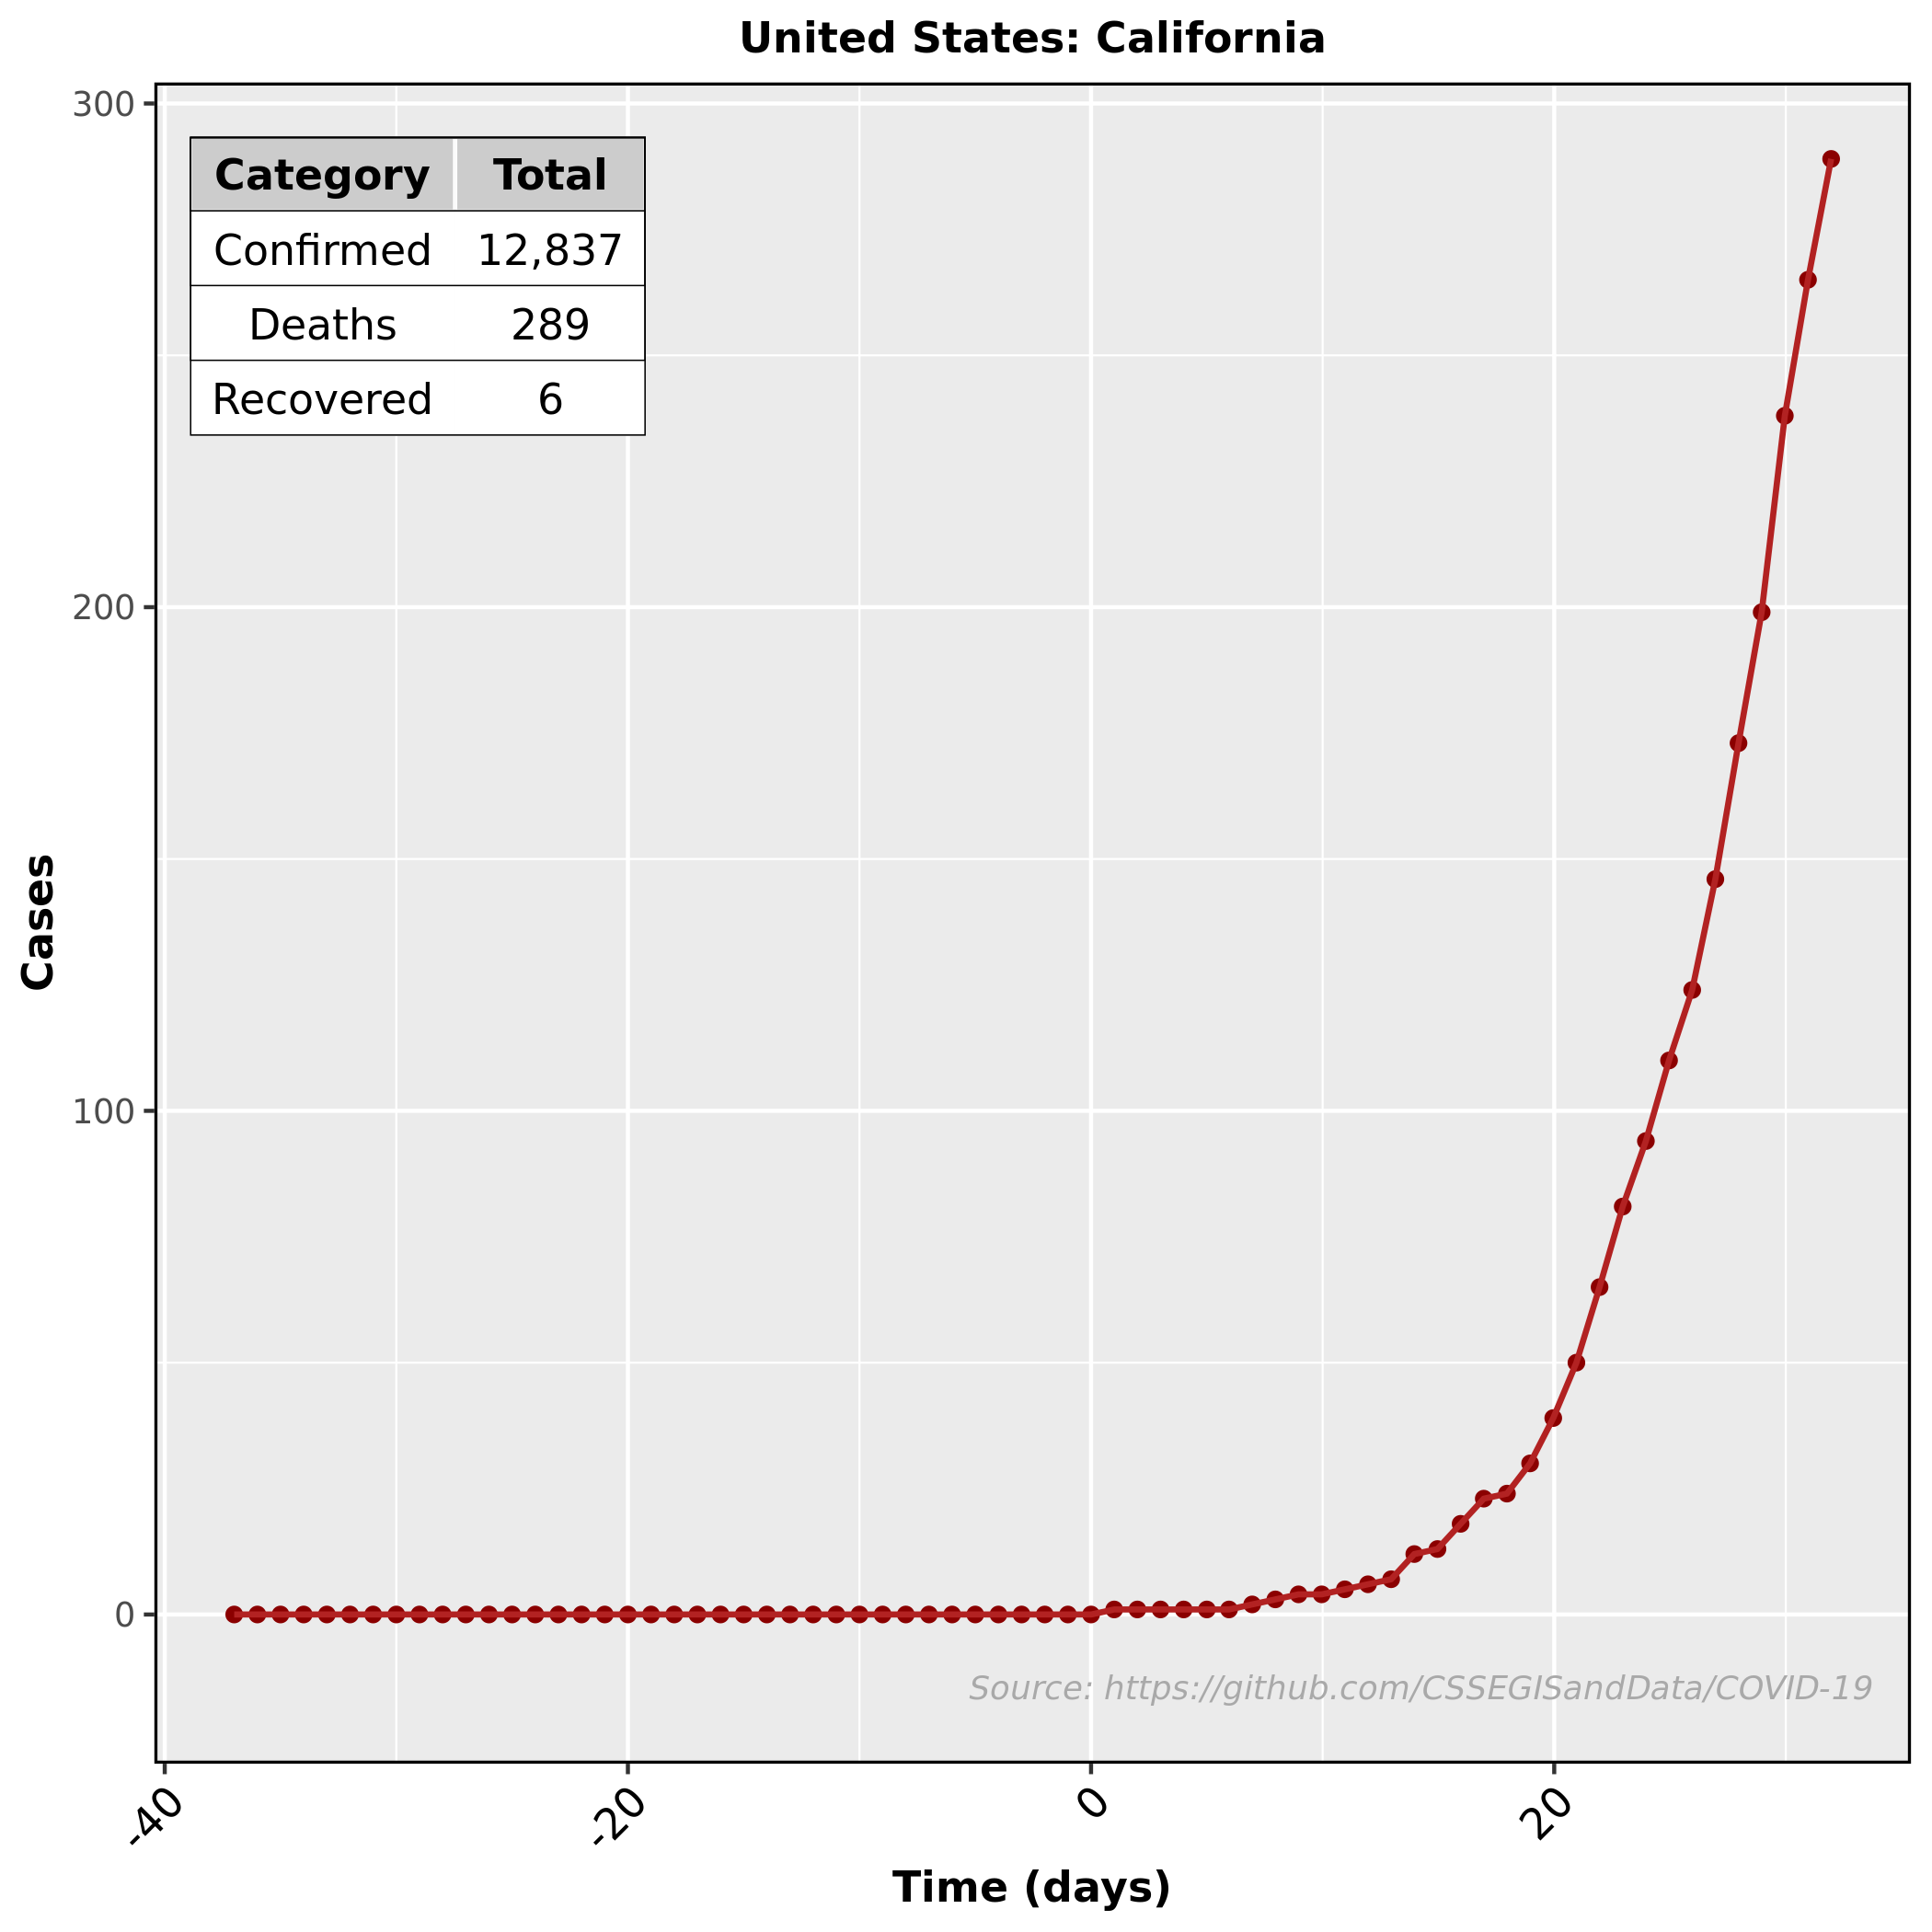 United States: California
300
200
100
0
Cases
Category Total
Confirmed 12,837
Deaths 289
Recovered 6
Source: https://github.com/CSSEGISandData/COVID-19
-40 -20 0 20
Time (days)